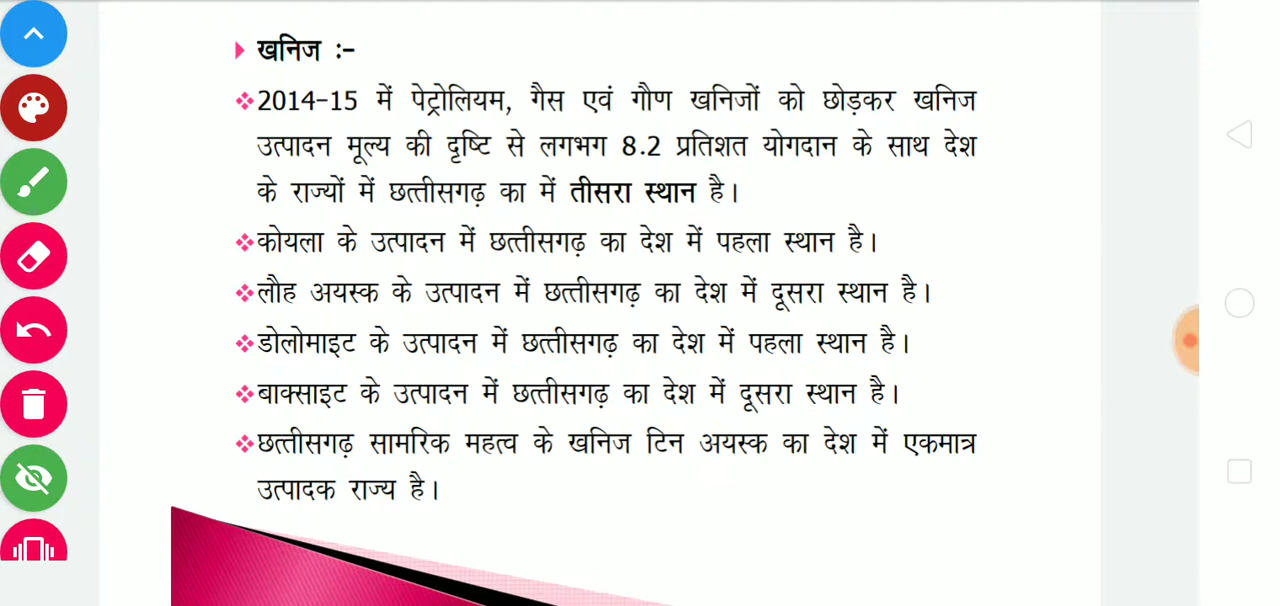 खनिज :-
2014-15 में पेट्रोलियम, गैस एवं गौण खनिजों को छोड़कर खनिज
उत्पादन मूल्य की दृष्टि से लगभग 8.2 प्रतिशत योगदान के साथ देश
के राज्यों में छत्तीसगढ़ का में तीसरा स्थान है।
कोयला के उत्पादन में छत्तीसगढ़ का देश में पहला स्थान है।
लौह अयस्क के उत्पादन में छत्तीसगढ़ का देश में दूसरा स्थान है।
डोलोमाइट के उत्पादन में छत्तीसगढ़ का देश में पहला स्थान है।
बाक्साइट के उत्पादन में छत्तीसगढ़ का देश में दूसरा स्थान है।
छत्तीसगढ़ सामरिक महत्व के खनिज टिन अयस्क का देश में एकमात्र
उत्पादक राज्य है।